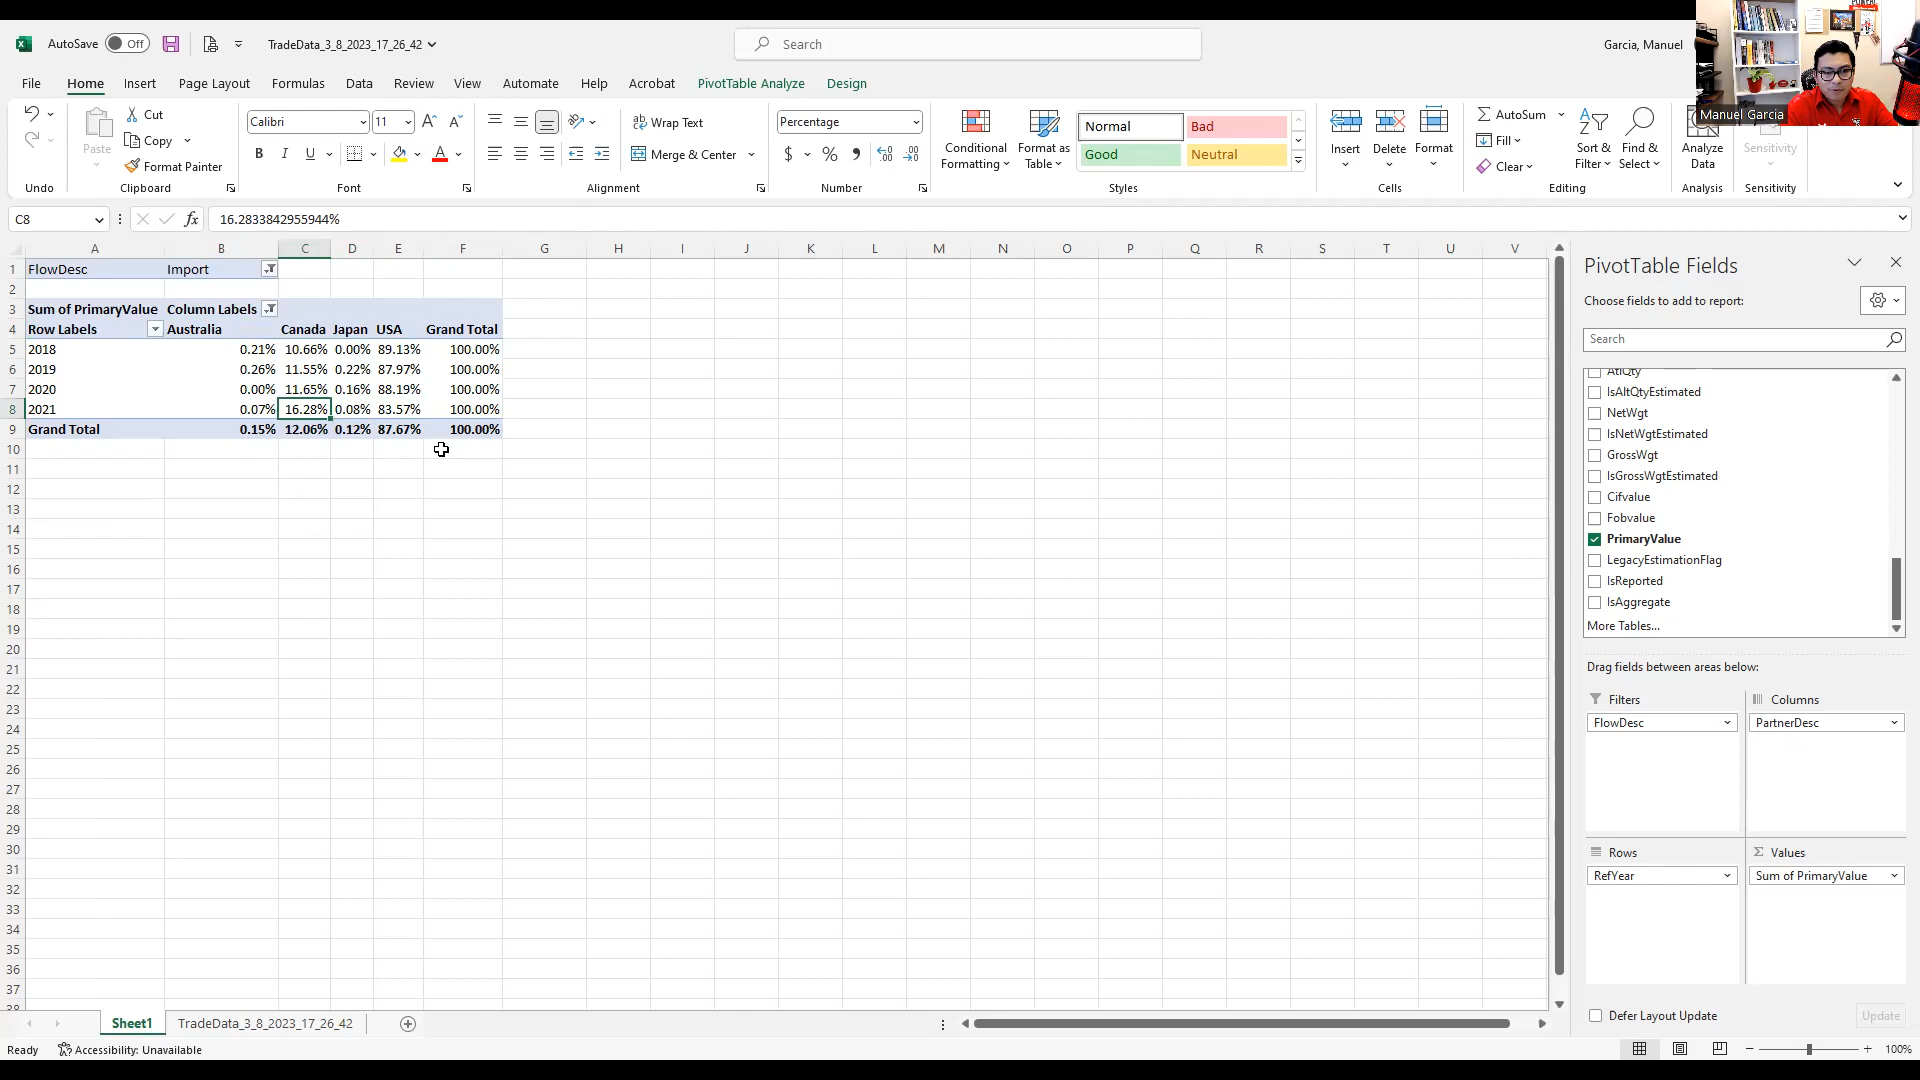 AutoSave Off TradeData_3_8_2023_17_26_42 Search Garcia, Manuel
File Home Insert Page Layout Formulas Data Review View Automate Help Acrobat PivotTable Analyze Design
Paste Cut Copy Format Painter
Calibri 11 B I U A A
Wrap Text Merge & Center
Percentage $ % 9
Conditional Formatting Format as Table
Normal Bad Good Neutral
Insert Delete Format
AutoSum Fill Clear
Sort & Filter Find & Select
Analyze Data Sensitivity
Manuel Garcia
Undo Clipboard Font Alignment Number Styles Cells Editing Analysis Sensitivity
C8 fx 16.2833842955944%
A B C D E F G H I J K L M N O P Q R S T U V
1 FlowDesc Import
2
3 Sum of PrimaryValue Column Labels
4 Row Labels Australia Canada Japan USA Grand Total
5 2018 0.21% 10.66% 0.00% 89.13% 100.00%
6 2019 0.26% 11.55% 0.22% 87.97% 100.00%
7 2020 0.00% 11.65% 0.16% 88.19% 100.00%
8 2021 0.07% 16.28% 0.08% 83.57% 100.00%
9 Grand Total 0.15% 12.06% 0.12% 87.67% 100.00%
10
11
12
13
14
15
16
17
18
19
20
21
22
23
24
25
26
27
28
29
30
31
32
33
34
35
36
37
38
PivotTable Fields
Choose fields to add to report:
Search
AtlQty
IsAltQtyEstimated
NetWgt
IsNetWgtEstimated
GrossWgt
IsGrossWgtEstimated
Cifvalue
Fobvalue
PrimaryValue
LegacyEstimationFlag
IsReported
IsAggregate
More Tables...
Drag fields between areas below:
Filters Columns
FlowDesc PartnerDesc
Rows Σ Values
RefYear Sum of PrimaryValue
Defer Layout Update Update
Sheet1 TradeData_3_8_2023_17_26_42
Ready Accessibility: Unavailable 100%